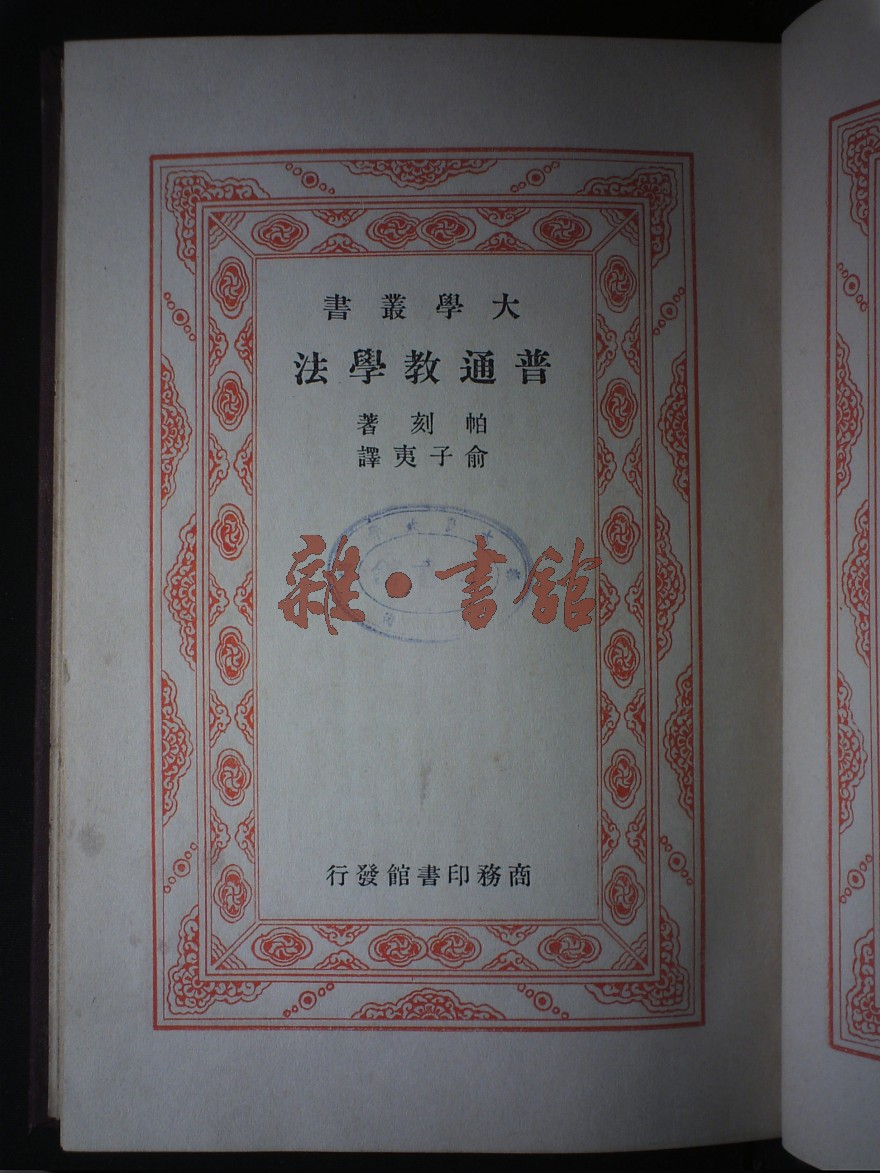 大學叢書
普通教學法
帕刻著
俞子夷譯
雜·書館
商務印書館發行